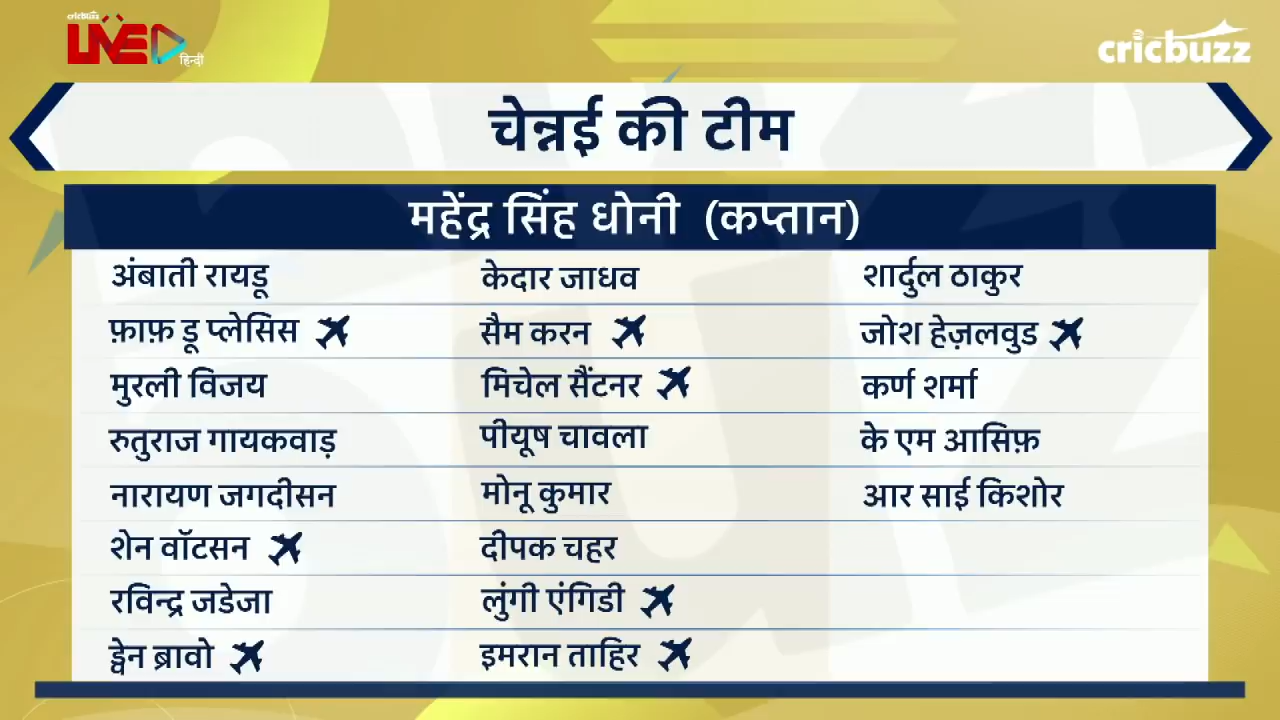 cricbuzz
LIVE
हिन्दी
cricbuzz
चेन्नई की टीम
महेंद्र सिंह धोनी (कप्तान)
अंबाती रायडू
फ़ाफ़ डू प्लेसिस
मुरली विजय
रुतुराज गायकवाड़
नारायण जगदीसन
शेन वॉटसन
रविन्द्र जडेजा
ड्वेन ब्रावो
केदार जाधव
सैम करन
मिचेल सैंटनर
पीयूष चावला
मोनू कुमार
दीपक चहर
लुंगी एंगिडी
इमरान ताहिर
शार्दुल ठाकुर
जोश हेज़लवुड
कर्ण शर्मा
के एम आसिफ़
आर साई किशोर